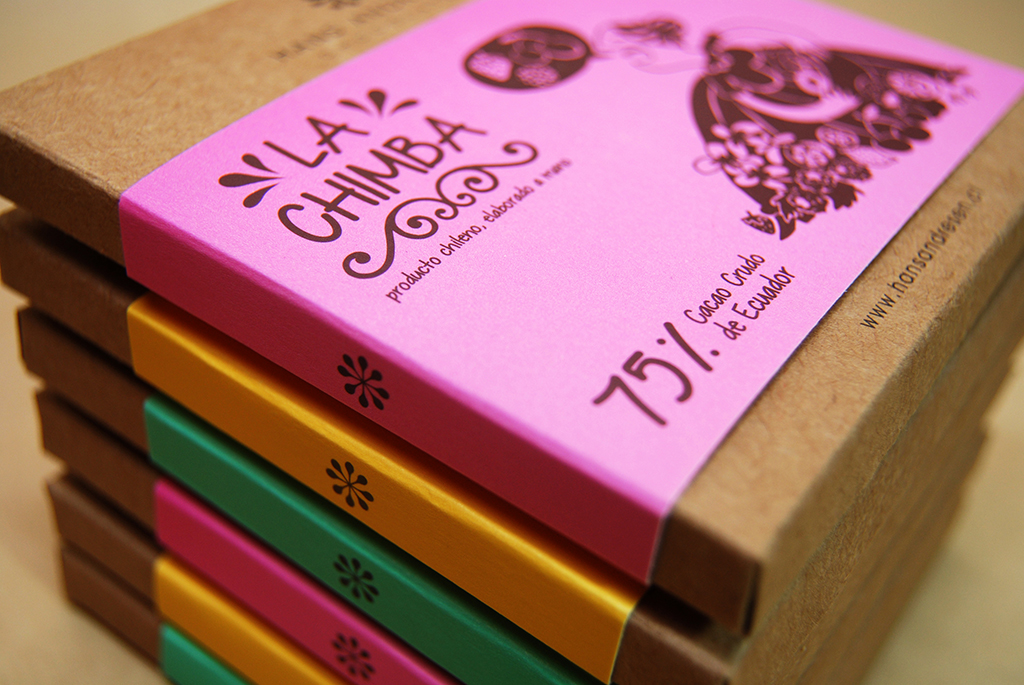 LA
CHIMBA
producto chileno, elaborado a mano
75%
Cacao Crudo
de Ecuador
www.hansandresen.cl